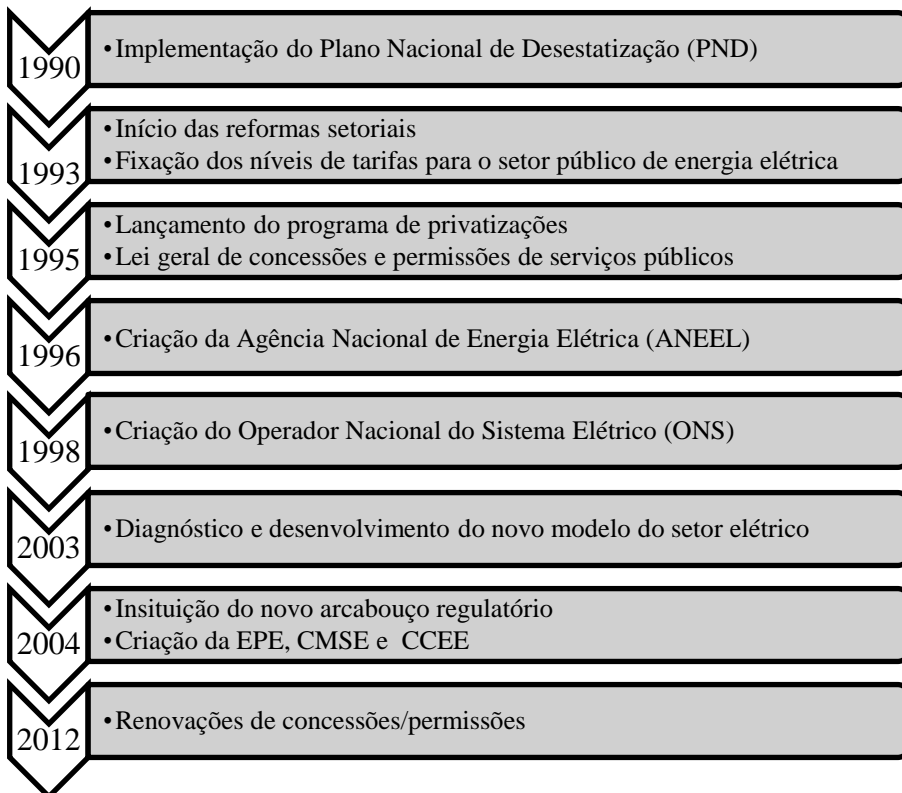 1990
•Implementação do Plano Nacional de Desestatização (PND)
1993
•Início das reformas setoriais
•Fixação dos níveis de tarifas para o setor público de energia elétrica
1995
•Lançamento do programa de privatizações
•Lei geral de concessões e permissões de serviços públicos
1996
•Criação da Agência Nacional de Energia Elétrica (ANEEL)
1998
•Criação do Operador Nacional do Sistema Elétrico (ONS)
2003
•Diagnóstico e desenvolvimento do novo modelo do setor elétrico
2004
•Insituição do novo arcabouço regulatório
•Criação da EPE, CMSE e CCEE
2012
•Renovações de concessões/permissões